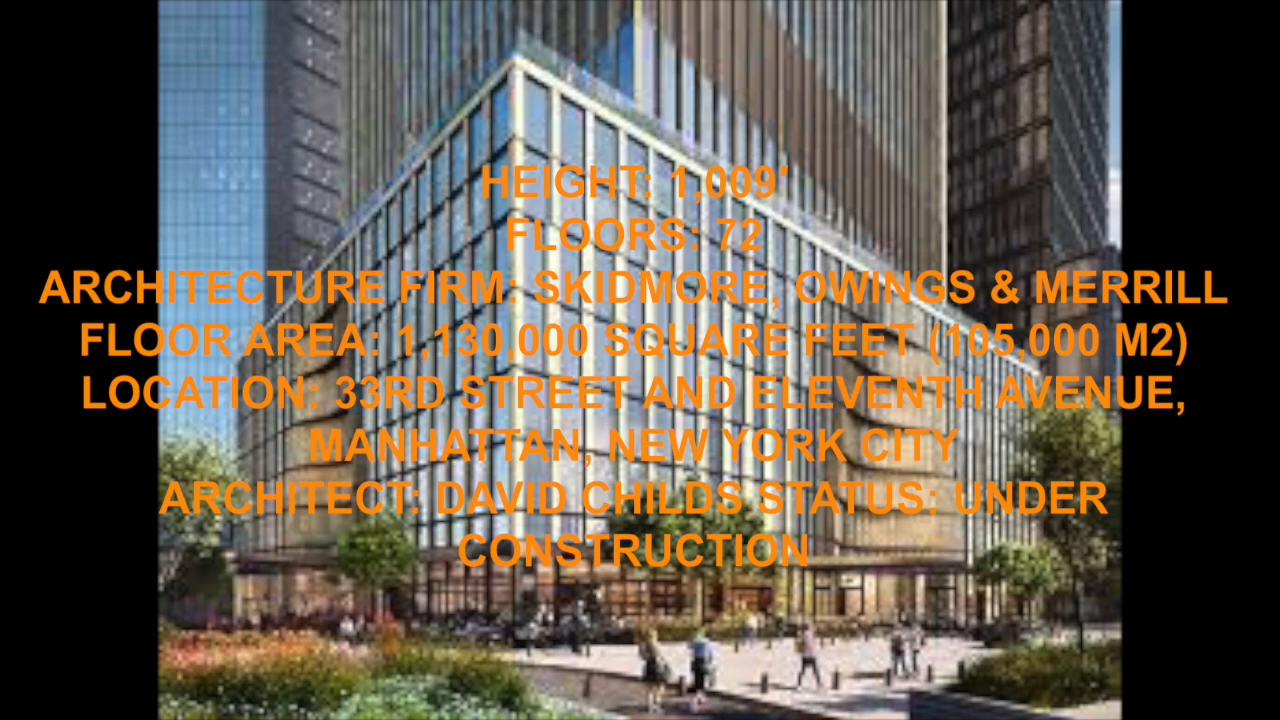 HEIGHT: 1,009′
FLOORS: 72
ARCHITECTURE FIRM: SKIDMORE, OWINGS & MERRILL
FLOOR AREA: 1,130,000 SQUARE FEET (105,000 M2)
LOCATION: 33RD STREET AND ELEVENTH AVENUE,
MANHATTAN, NEW YORK CITY
ARCHITECT: DAVID CHILDS STATUS: UNDER
CONSTRUCTION